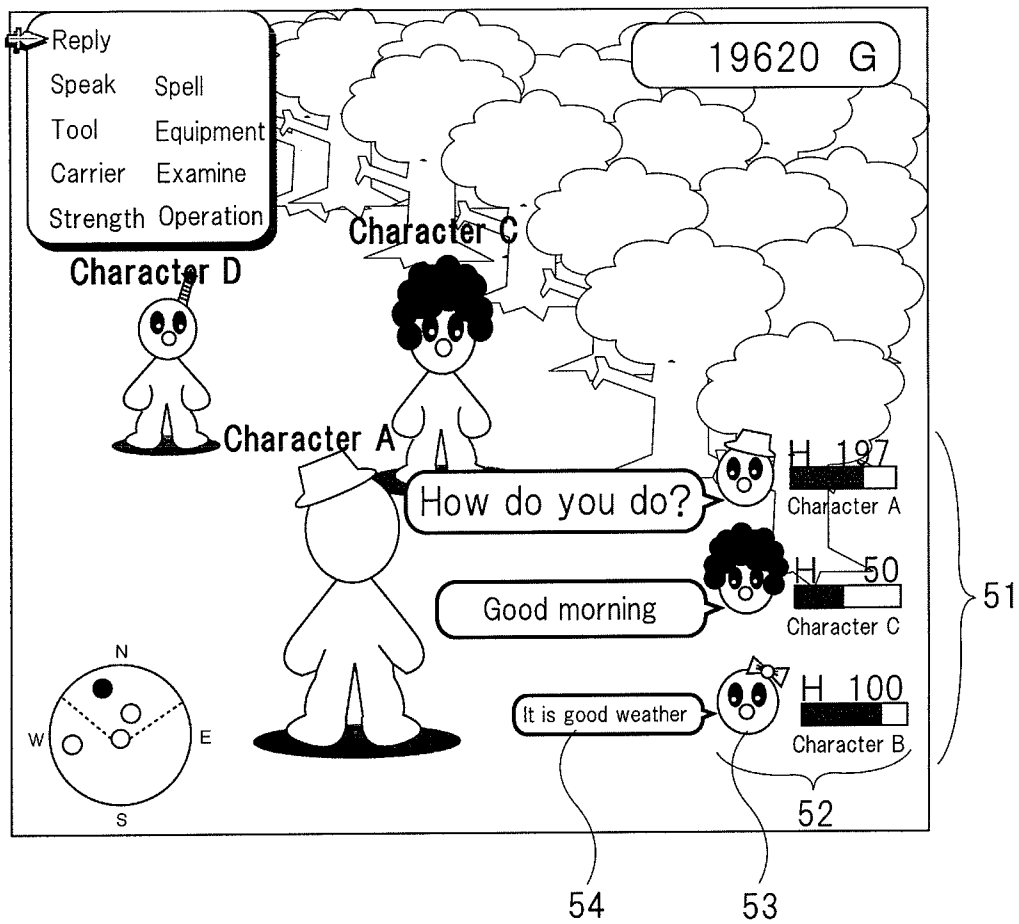 Reply
Speak Spell
Tool Equipment
Carrier Examine
Strength Operation
19620 G
Character C
Character D
Character A
How do you do?
H 197
Character A
Good morning
H 50
Character C
It is good weather
H 100
Character B
N
W E
S
51
52
54 53